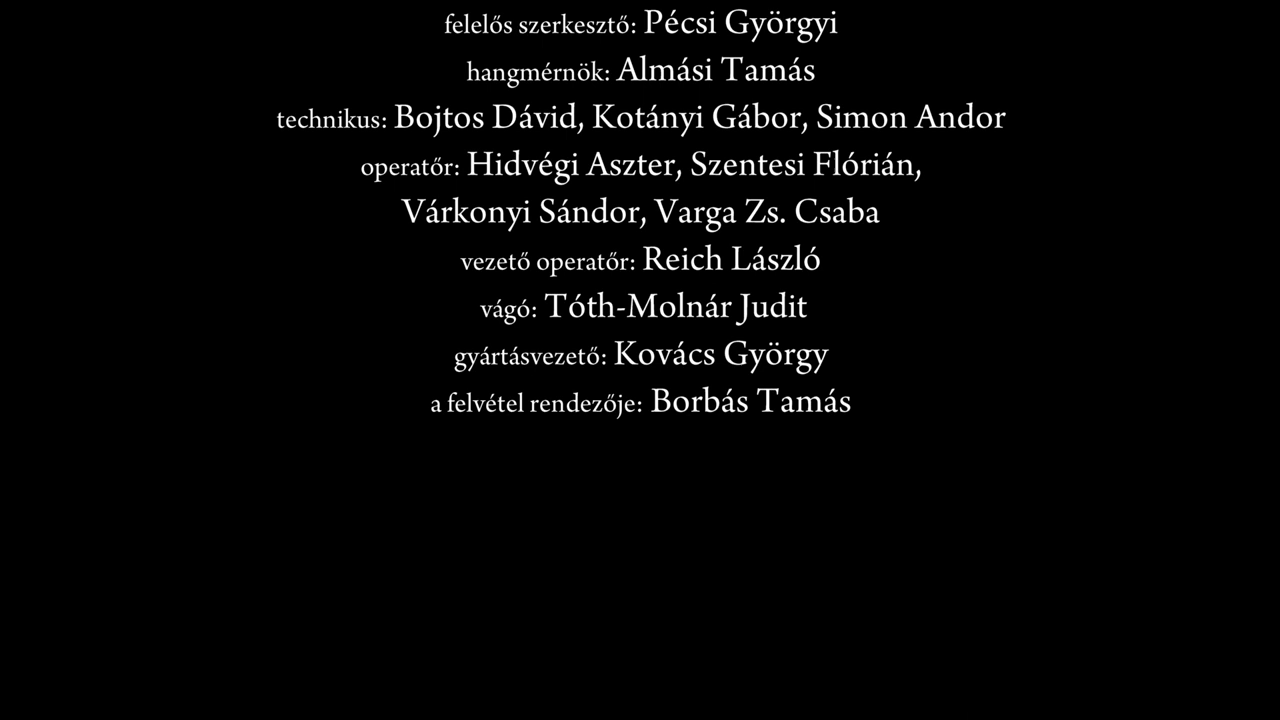 felelős szerkesztő: Pécsi Györgyi
hangmérnök: Almási Tamás
technikus: Bojtos Dávid, Kotányi Gábor, Simon Andor
operatőr: Hidvégi Aszter, Szentesi Flórián,
Várkonyi Sándor, Varga Zs. Csaba
vezető operatőr: Reich László
vágó: Tóth-Molnár Judit
gyártásvezető: Kovács György
a felvétel rendezője: Borbás Tamás